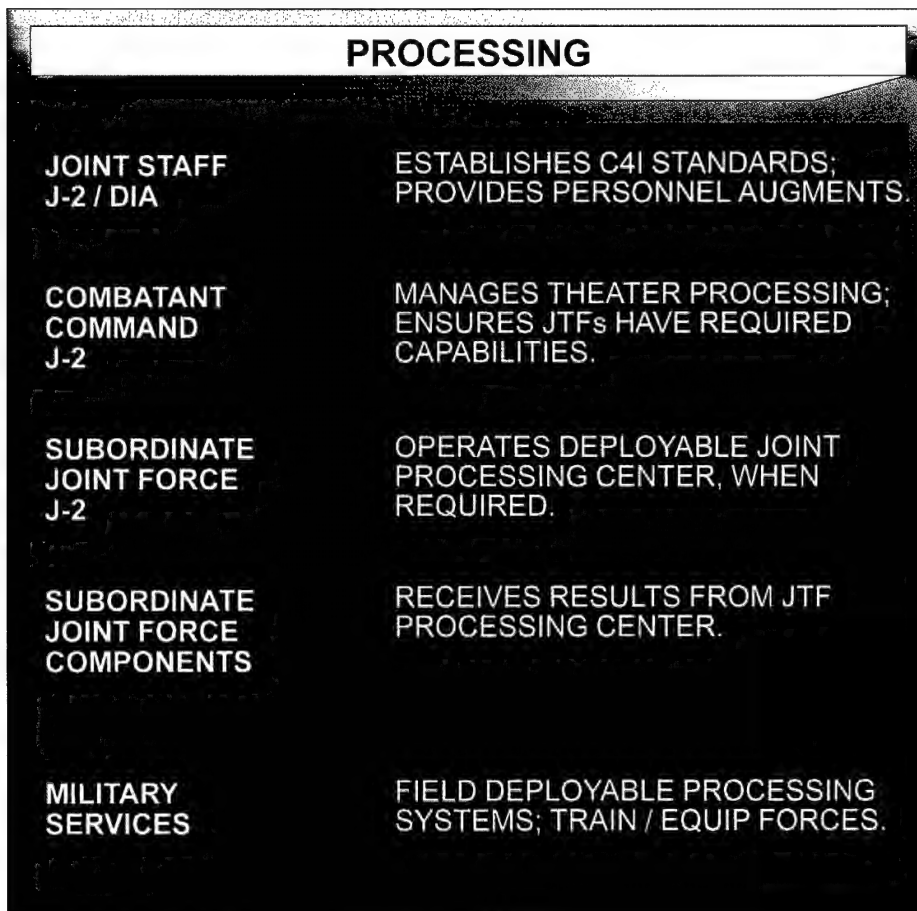 PROCESSING
JOINT STAFF
J-2 / DIA
ESTABLISHES C4I STANDARDS;
PROVIDES PERSONNEL AUGMENTS.
COMBATANT
COMMAND
J-2
MANAGES THEATER PROCESSING;
ENSURES JTFs HAVE REQUIRED
CAPABILITIES.
SUBORDINATE
JOINT FORCE
J-2
OPERATES DEPLOYABLE JOINT
PROCESSING CENTER, WHEN
REQUIRED.
SUBORDINATE
JOINT FORCE
COMPONENTS
RECEIVES RESULTS FROM JTF
PROCESSING CENTER.
MILITARY
SERVICES
FIELD DEPLOYABLE PROCESSING
SYSTEMS; TRAIN / EQUIP FORCES.